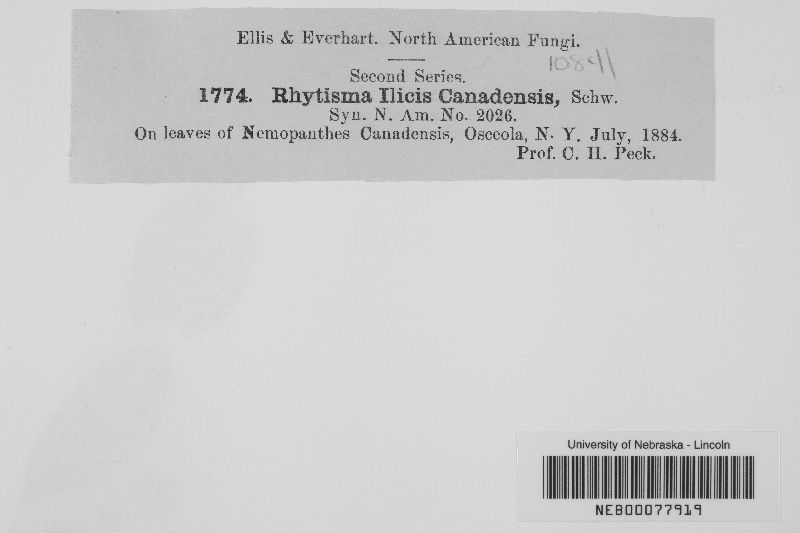 Ellis & Everhart. North American Fungi.
10841
Second Series.
1774. Rhytisma Ilicis Canadensis, Schw.
Syn. N. Am. No. 2026.
On leaves of Nemopanthes Canadensis, Osceola, N. Y. July, 1884.
Prof. C. H. Peck.
University of Nebraska - Lincoln
NEB00077919